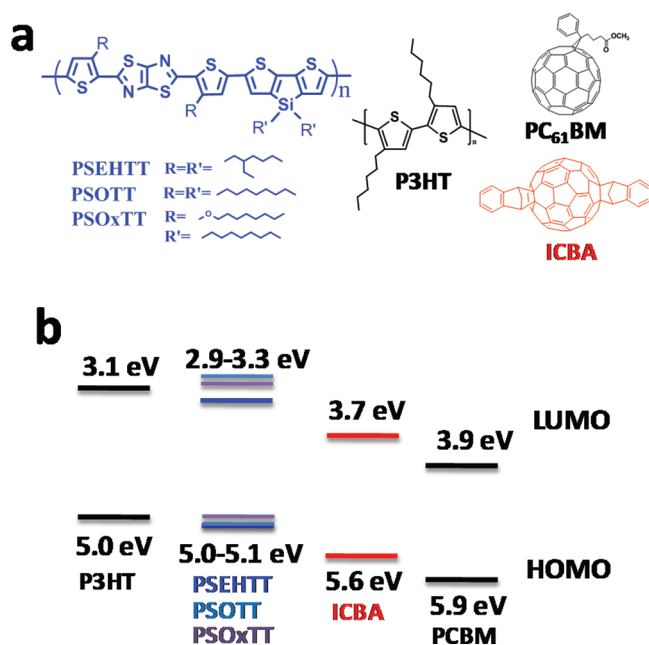 a
R
S
N
S
S
S
N
S
S
R
Si
R'
R'
n
PSEHTT R=R'=
PSOTT R=R'=
PSOxTT R= O
R'=
S
S
n
P3HT
OCH₃
O
PC₆₁BM
ICBA
b
3.1 eV
2.9-3.3 eV
3.7 eV
3.9 eV
LUMO
5.0 eV
P3HT
5.0-5.1 eV
PSEHTT
PSOTT
PSOxTT
5.6 eV
ICBA
5.9 eV
PCBM
HOMO